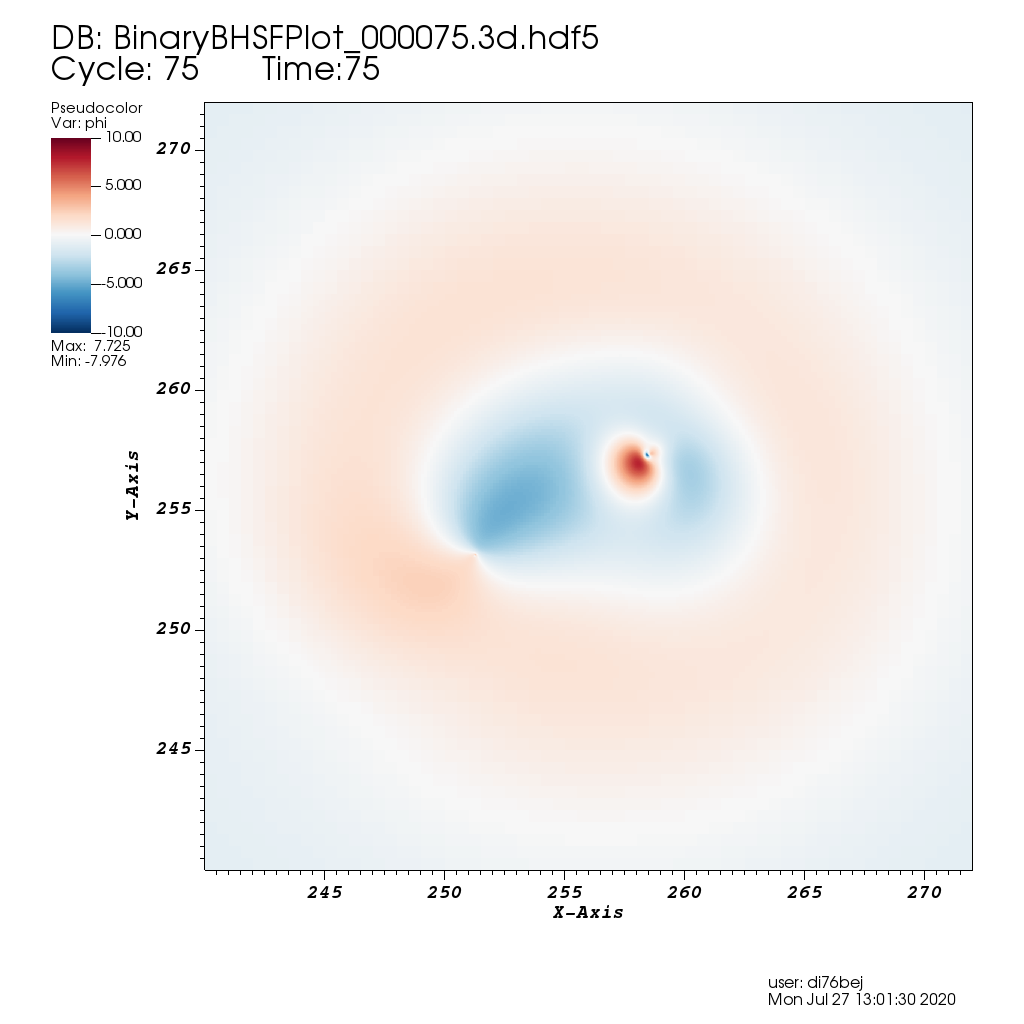 DB: BinaryBHSFPlot_000075.3d.hdf5
Cycle: 75 Time:75
Pseudocolor
Var: phi
10.00
5.000
0.000
-5.000
-10.00
Max: 7.725
Min: -7.976
270
265
260
255
250
245
Y-Axis
245 250 255 260 265 270
X-Axis
user: di76bej
Mon Jul 27 13:01:30 2020